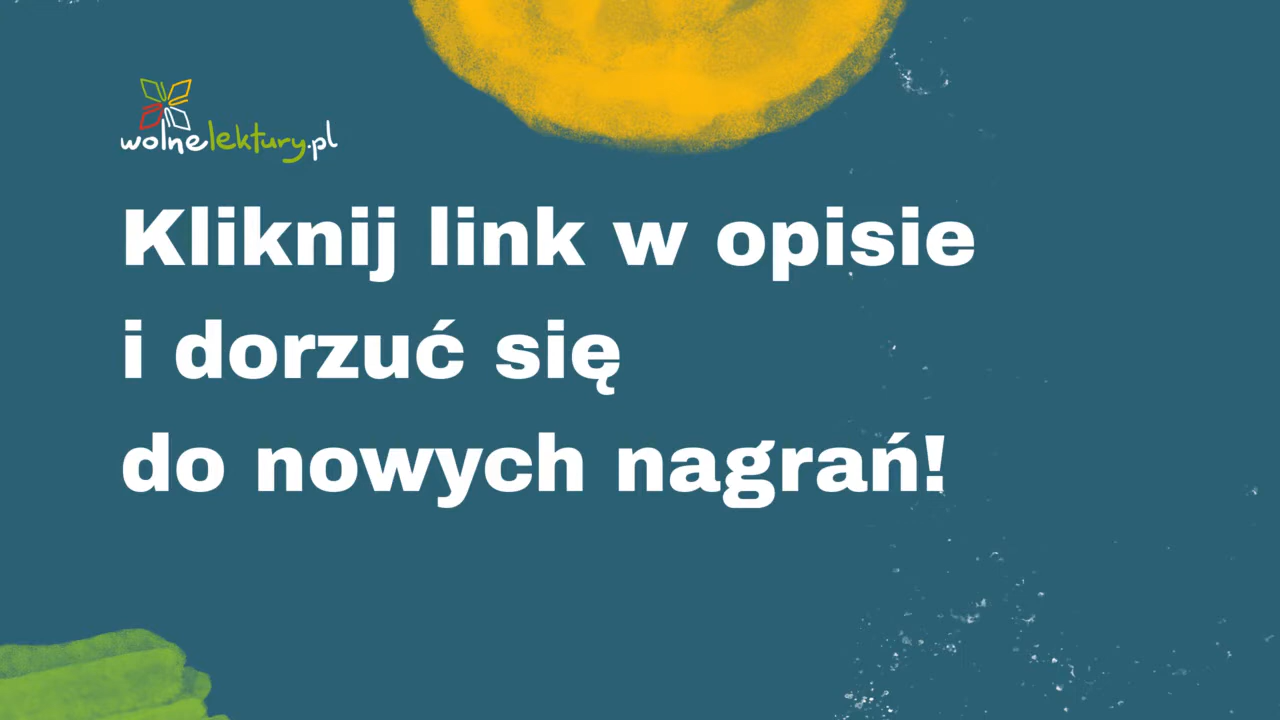 wolnelektury.pl
Kliknij link w opisie
i dorzuć się
do nowych nagrań!